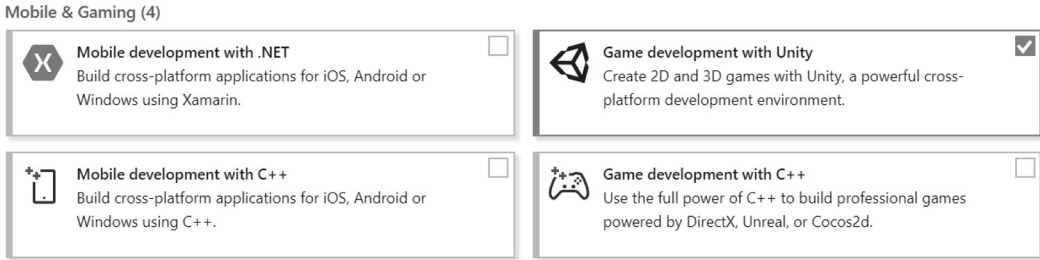 Mobile & Gaming (4)
Mobile development with .NET
Build cross-platform applications for iOS, Android or
Windows using Xamarin.
Game development with Unity
Create 2D and 3D games with Unity, a powerful cross-
platform development environment.
Mobile development with C++
Build cross-platform applications for iOS, Android or
Windows using C++.
Game development with C++
Use the full power of C++ to build professional games
powered by DirectX, Unreal, or Cocos2d.